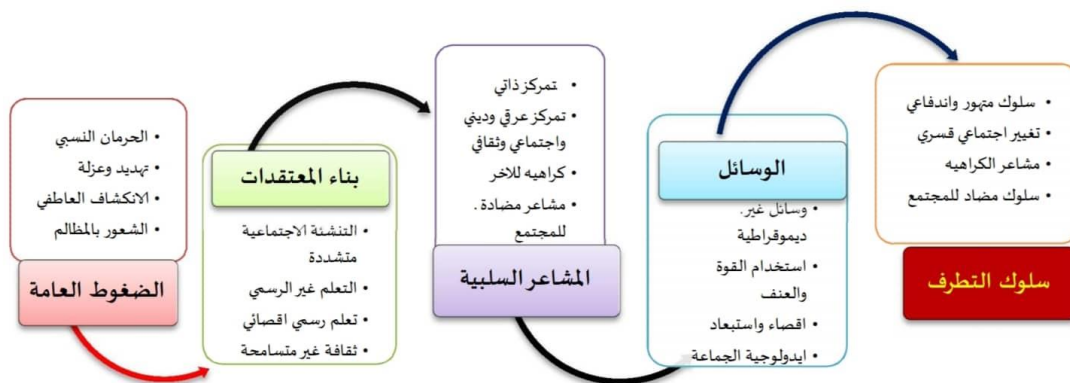 • الحرمان النسبي
• تهديد وعزلة
• الانكشاف العاطفي
• الشعور بالمظالم
الضغوط العامة
بناء المعتقدات
• التنشئة الاجتماعية
متشددة
• التعلم غير الرسمي
• تعلم رسمي اقصائي
• ثقافة غير متسامحة
• تمركز ذاتي
• تمركز عرقي وديني
واجتماعي وثقافي
• كراهيه للاخر
• مشاعر مضادة .
للمجتمع
المشاعر السلبية
الوسائل
• وسائل غير.
ديموقراطية
• استخدام القوة
والعنف
• اقصاء واستبعاد
• ايدولوجية الجماعة
• سلوك متهور واندفاعي
• تغيير اجتماعي قسري
• مشاعر الكراهيه
• سلوك مضاد للمجتمع
سلوك التطرف